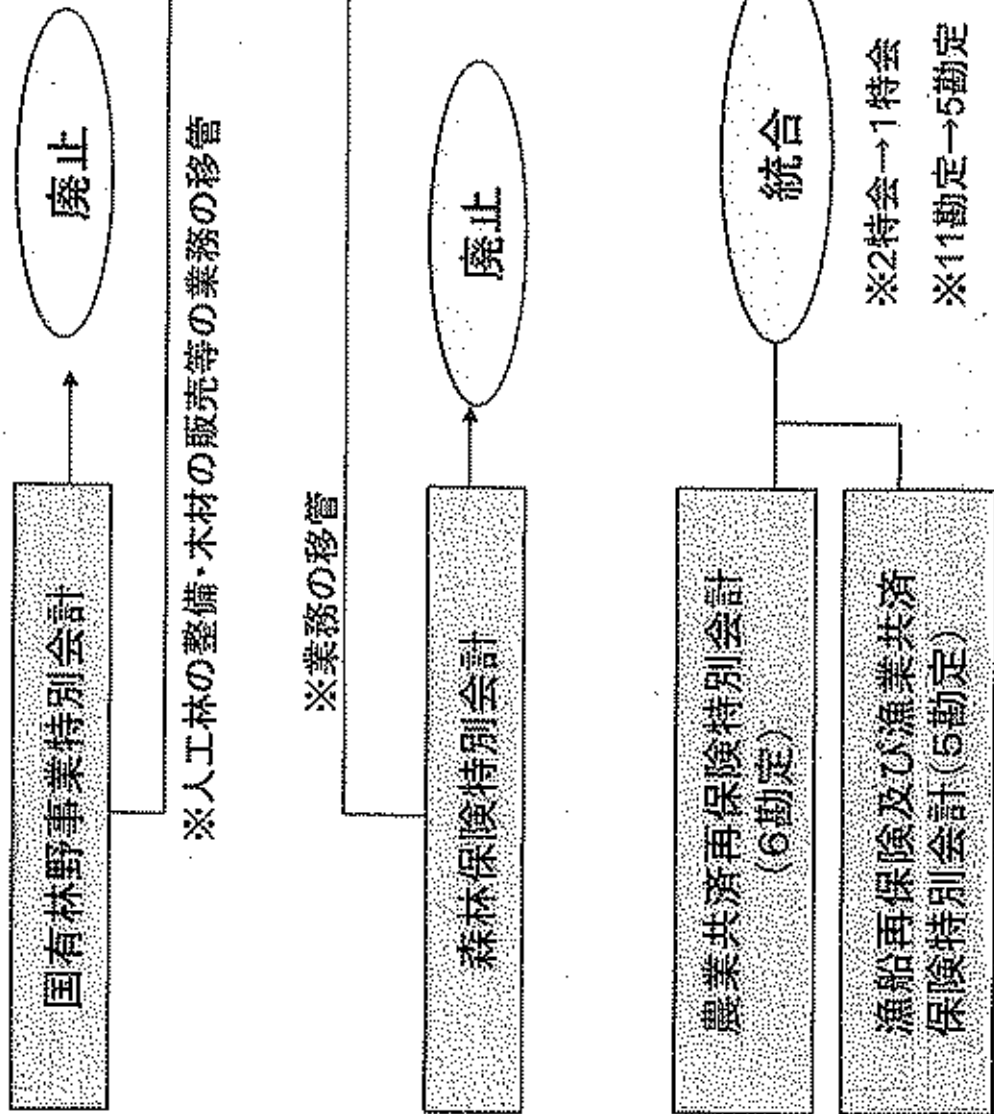 国有林野事業特別会計
廃止
※人工林の整備・木材の販売等の業務の移管
※業務の移管
森林保険特別会計
廃止
農業共済再保険特別会計
(6勘定)
漁船再保険及び漁業共済
保険特別会計(5勘定)
統合
※2特会→1特会
※11勘定→5勘定